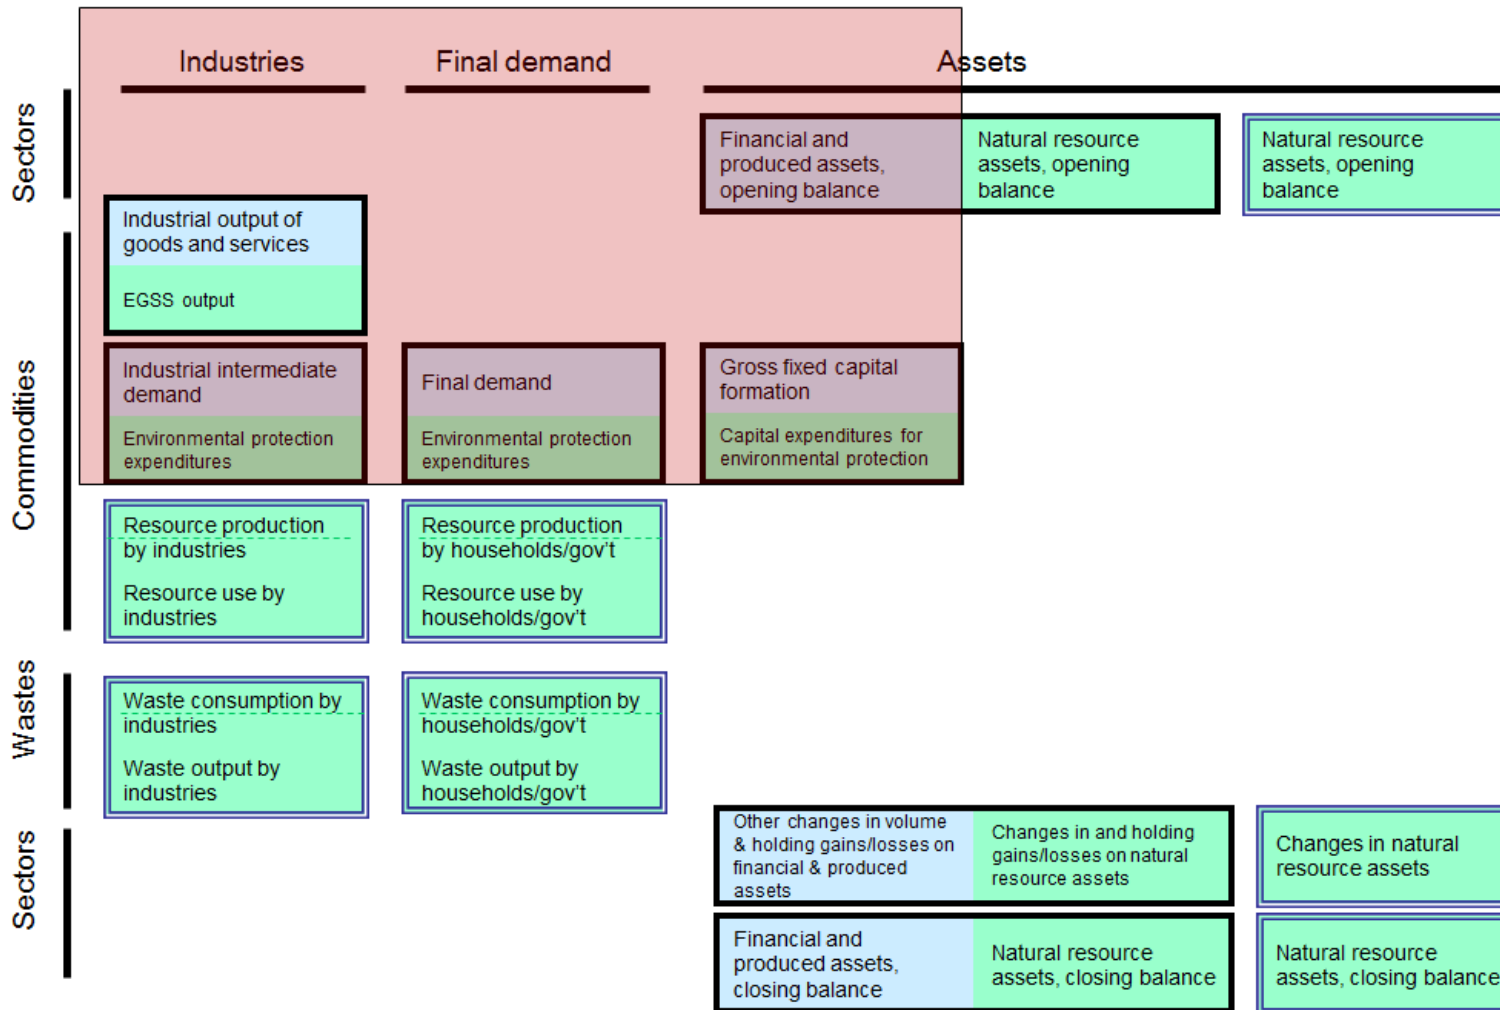 Industries
Final demand
Assets
Sectors
Financial and
produced assets,
opening balance
Natural resource
assets, opening
balance
Natural resource
assets, opening
balance
Commodities
Industrial output of
goods and services
EGSS output
Industrial intermediate
demand
Environmental protection
expenditures
Final demand
Environmental protection
expenditures
Gross fixed capital
formation
Capital expenditures for
environmental protection
Resource production
by industries
Resource use by
industries
Resource production
by households/gov't
Resource use by
households/gov't
Wastes
Waste consumption by
industries
Waste output by
industries
Waste consumption by
households/gov't
Waste output by
households/gov't
Sectors
Other changes in volume
& holding gains/losses on
financial & produced
assets
Changes in and holding
gains/losses on natural
resource assets
Changes in natural
resource assets
Financial and
produced assets,
closing balance
Natural resource
assets, closing balance
Natural resource
assets, closing balance